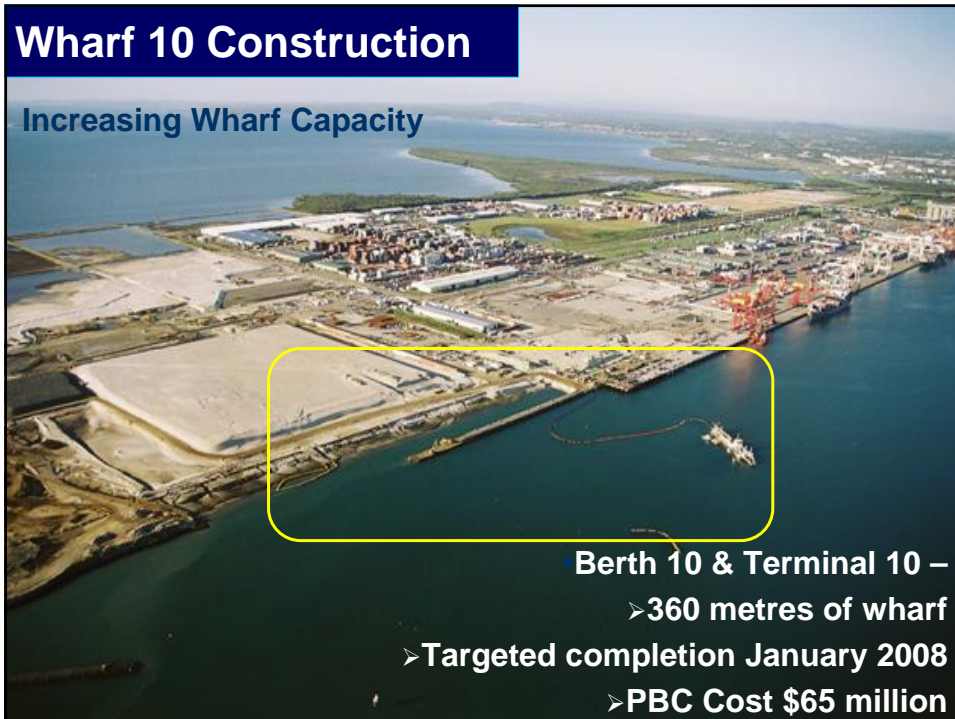 Wharf 10 Construction
Increasing Wharf Capacity
▪Berth 10 & Terminal 10 –
➢360 metres of wharf
➢Targeted completion January 2008
➢PBC Cost $65 million